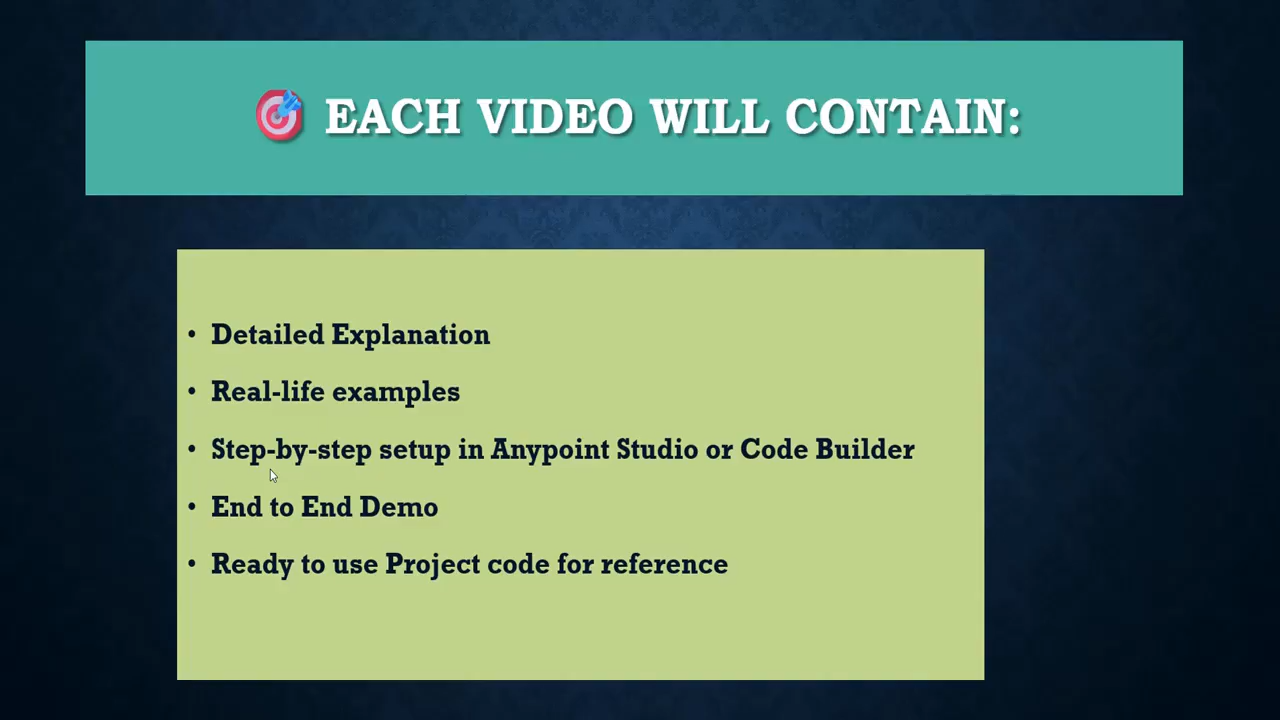 EACH VIDEO WILL CONTAIN:
• Detailed Explanation
• Real-life examples
• Step-by-step setup in Anypoint Studio or Code Builder
• End to End Demo
• Ready to use Project code for reference